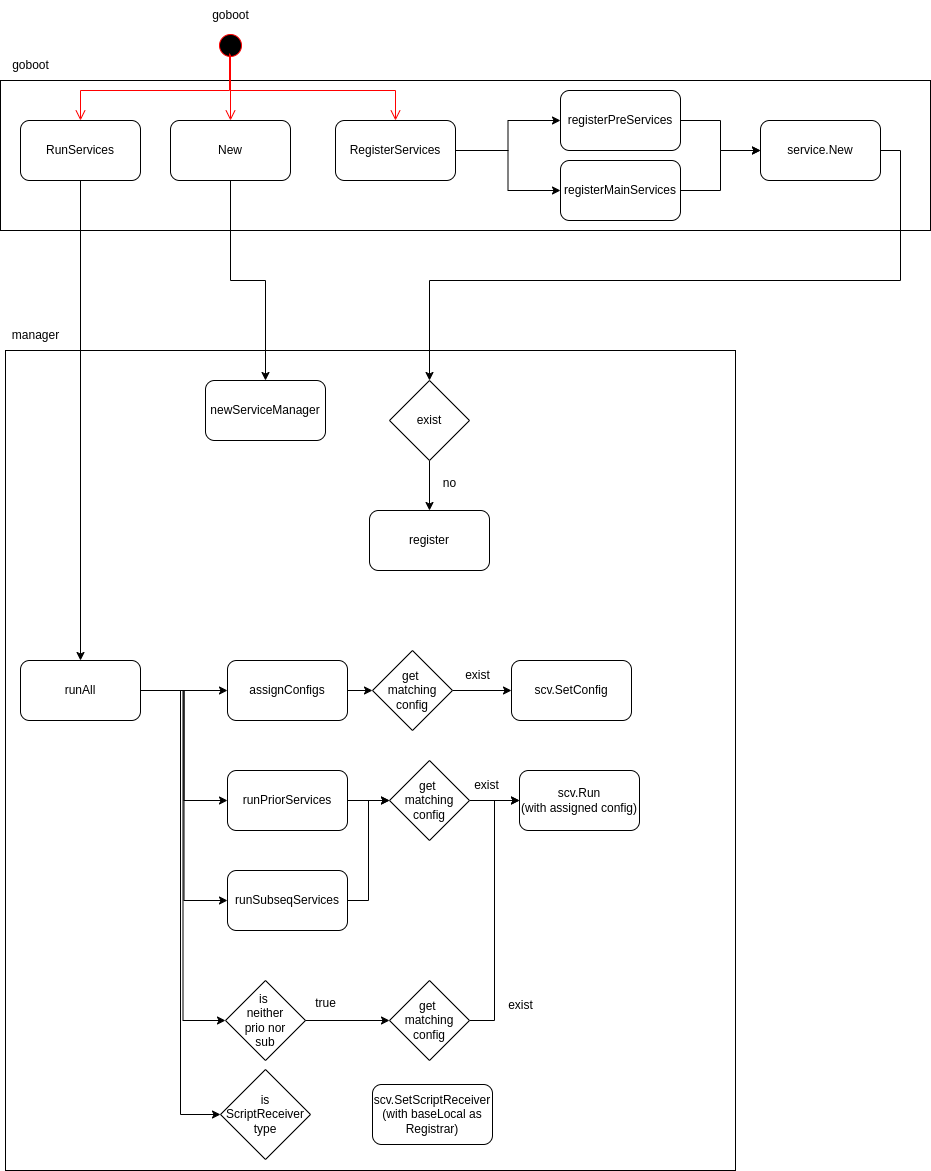 goboot
goboot
RunServices
New
RegisterServices
registerPreServices
registerMainServices
service.New
manager
newServiceManager
exist
no
register
runAll
assignConfigs
get
matching
config
exist
scv.SetConfig
runPriorServices
get
matching
config
exist
scv.Run
(with assigned config)
runSubseqServices
is
neither
prio nor
sub
true
get
matching
config
exist
is
ScriptReceiver
type
scv.SetScriptReceiver
(with baseLocal as
Registrar)